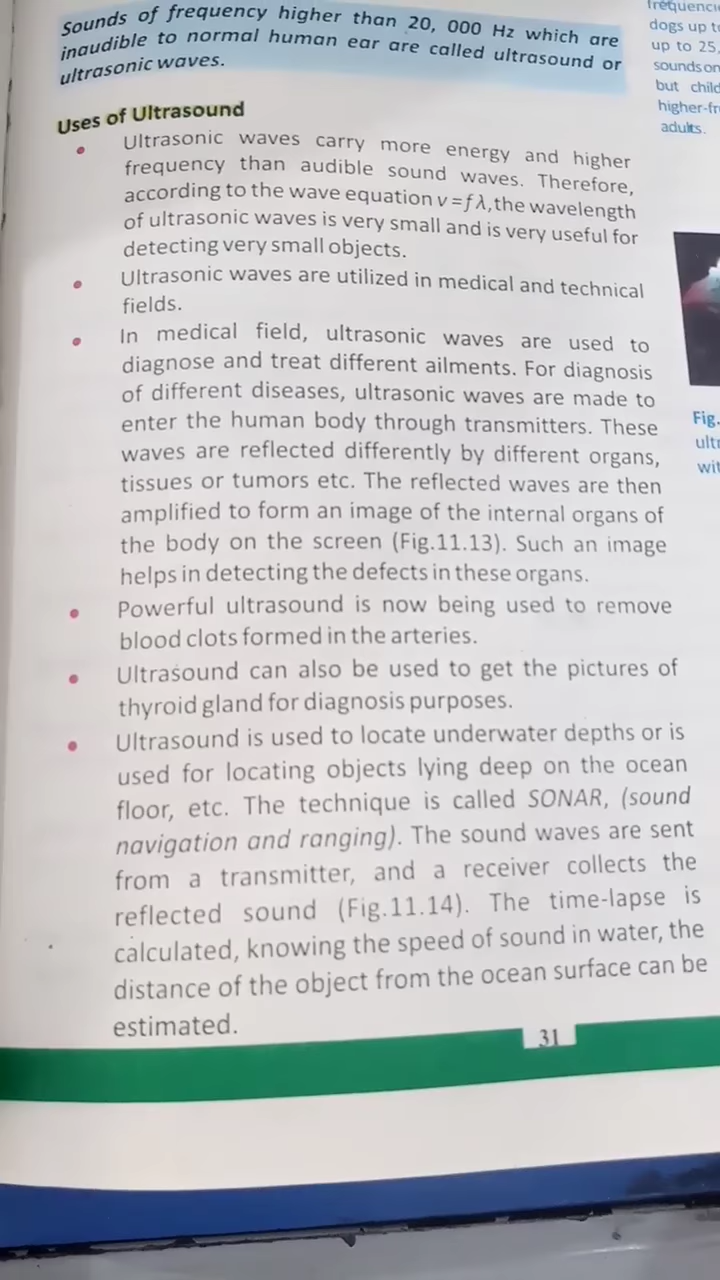 Sounds of frequency higher than 20, 000 Hz which are
inaudible to normal human ear are called ultrasound or
ultrasonic waves.
Uses of Ultrasound
• Ultrasonic waves carry more energy and higher
frequency than audible sound waves. Therefore,
according to the wave equation v = f λ, the wavelength
of ultrasonic waves is very small and is very useful for
detecting very small objects.
• Ultrasonic waves are utilized in medical and technical
fields.
• In medical field, ultrasonic waves are used to
diagnose and treat different ailments. For diagnosis
of different diseases, ultrasonic waves are made to
enter the human body through transmitters. These
waves are reflected differently by different organs,
tissues or tumors etc. The reflected waves are then
amplified to form an image of the internal organs of
the body on the screen (Fig.11.13). Such an image
helps in detecting the defects in these organs.
• Powerful ultrasound is now being used to remove
blood clots formed in the arteries.
• Ultrasound can also be used to get the pictures of
thyroid gland for diagnosis purposes.
• Ultrasound is used to locate underwater depths or is
used for locating objects lying deep on the ocean
floor, etc. The technique is called SONAR, (sound
navigation and ranging). The sound waves are sent
from a transmitter, and a receiver collects the
reflected sound (Fig.11.14). The time-lapse is
calculated, knowing the speed of sound in water, the
distance of the object from the ocean surface can be
estimated.
31
dogs up
up to 25,
sounds
but
adults.
Fig.